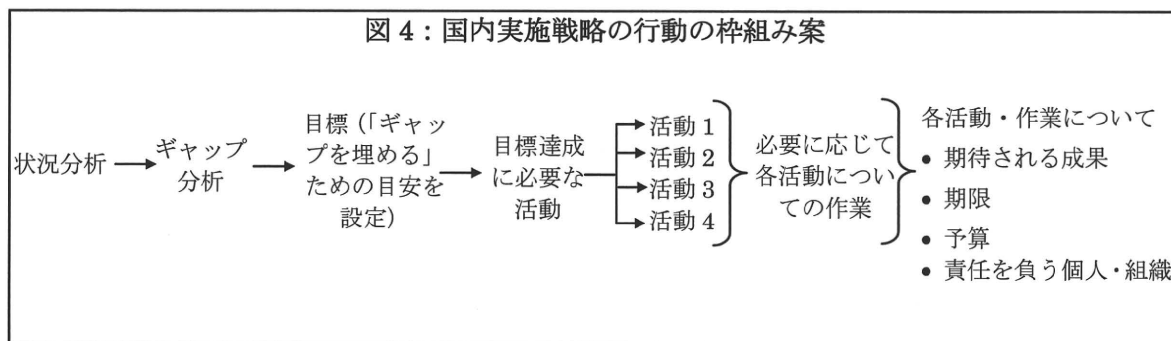 図 4：国内実施戦略の行動の枠組み案
状況分析
ギャップ
分析
目標（「ギャッ
プを埋める」
ための目安を
設定）
目標達成
に必要な
活動
活動 1
活動 2
活動 3
活動 4
必要に応じて
各活動につい
ての作業
各活動・作業について
● 期待される成果
● 期限
● 予算
● 責任を負う個人・組織